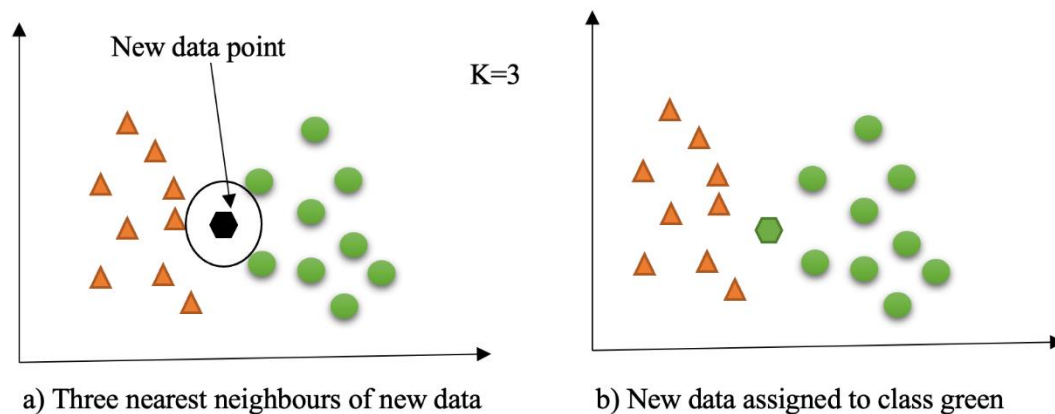 New data point
K=3
a) Three nearest neighbours of new data
b) New data assigned to class green